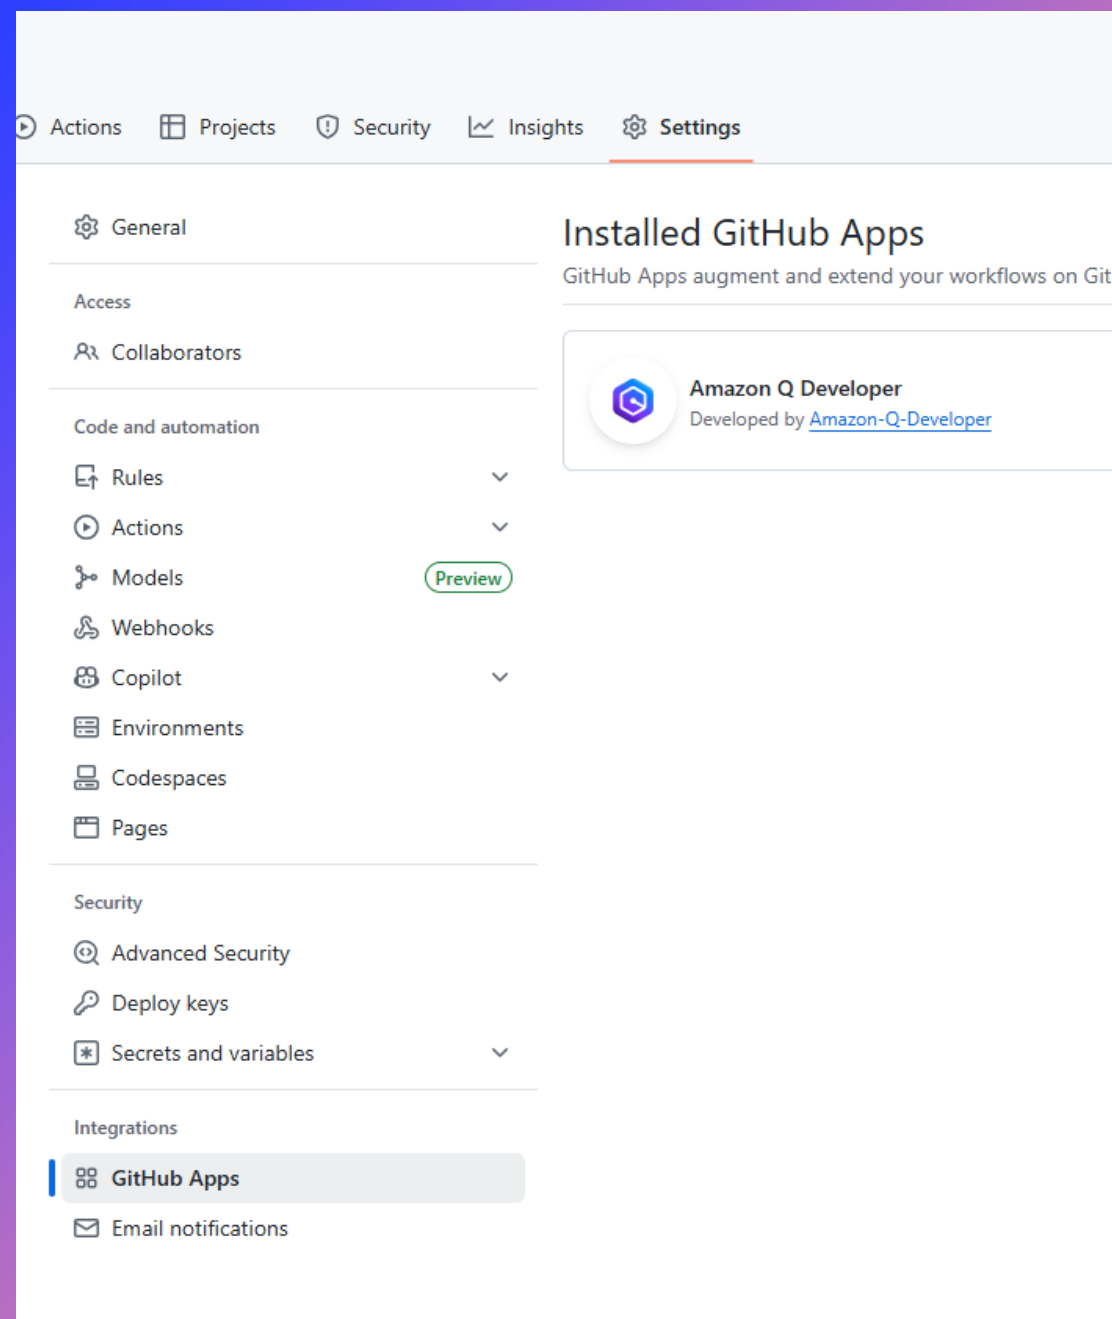 Actions Projects Security Insights Settings
General
Access
Collaborators
Code and automation
Rules
Actions
Models Preview
Webhooks
Copilot
Environments
Codespaces
Pages
Security
Advanced Security
Deploy keys
Secrets and variables
Integrations
GitHub Apps
Email notifications
Installed GitHub Apps
GitHub Apps augment and extend your workflows on Git
Amazon Q Developer
Developed by Amazon-Q-Developer